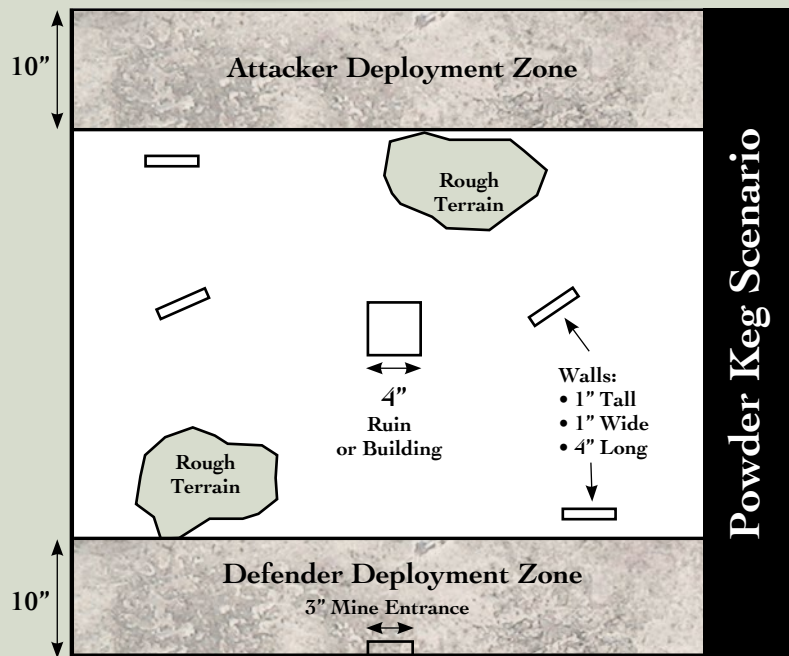 10”
Attacker Deployment Zone
Rough
Terrain
4”
Ruin
or Building
Walls:
• 1” Tall
• 1” Wide
• 4” Long
Rough
Terrain
10”
Defender Deployment Zone
3” Mine Entrance
Powder Keg Scenario